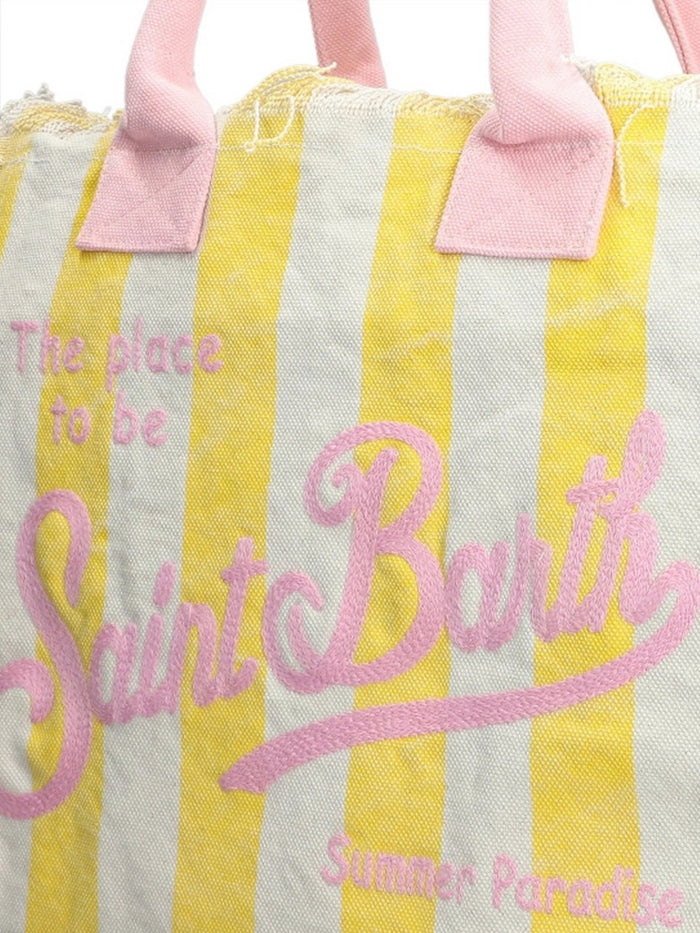 The place
to be
Saint Barth
Summer Paradise